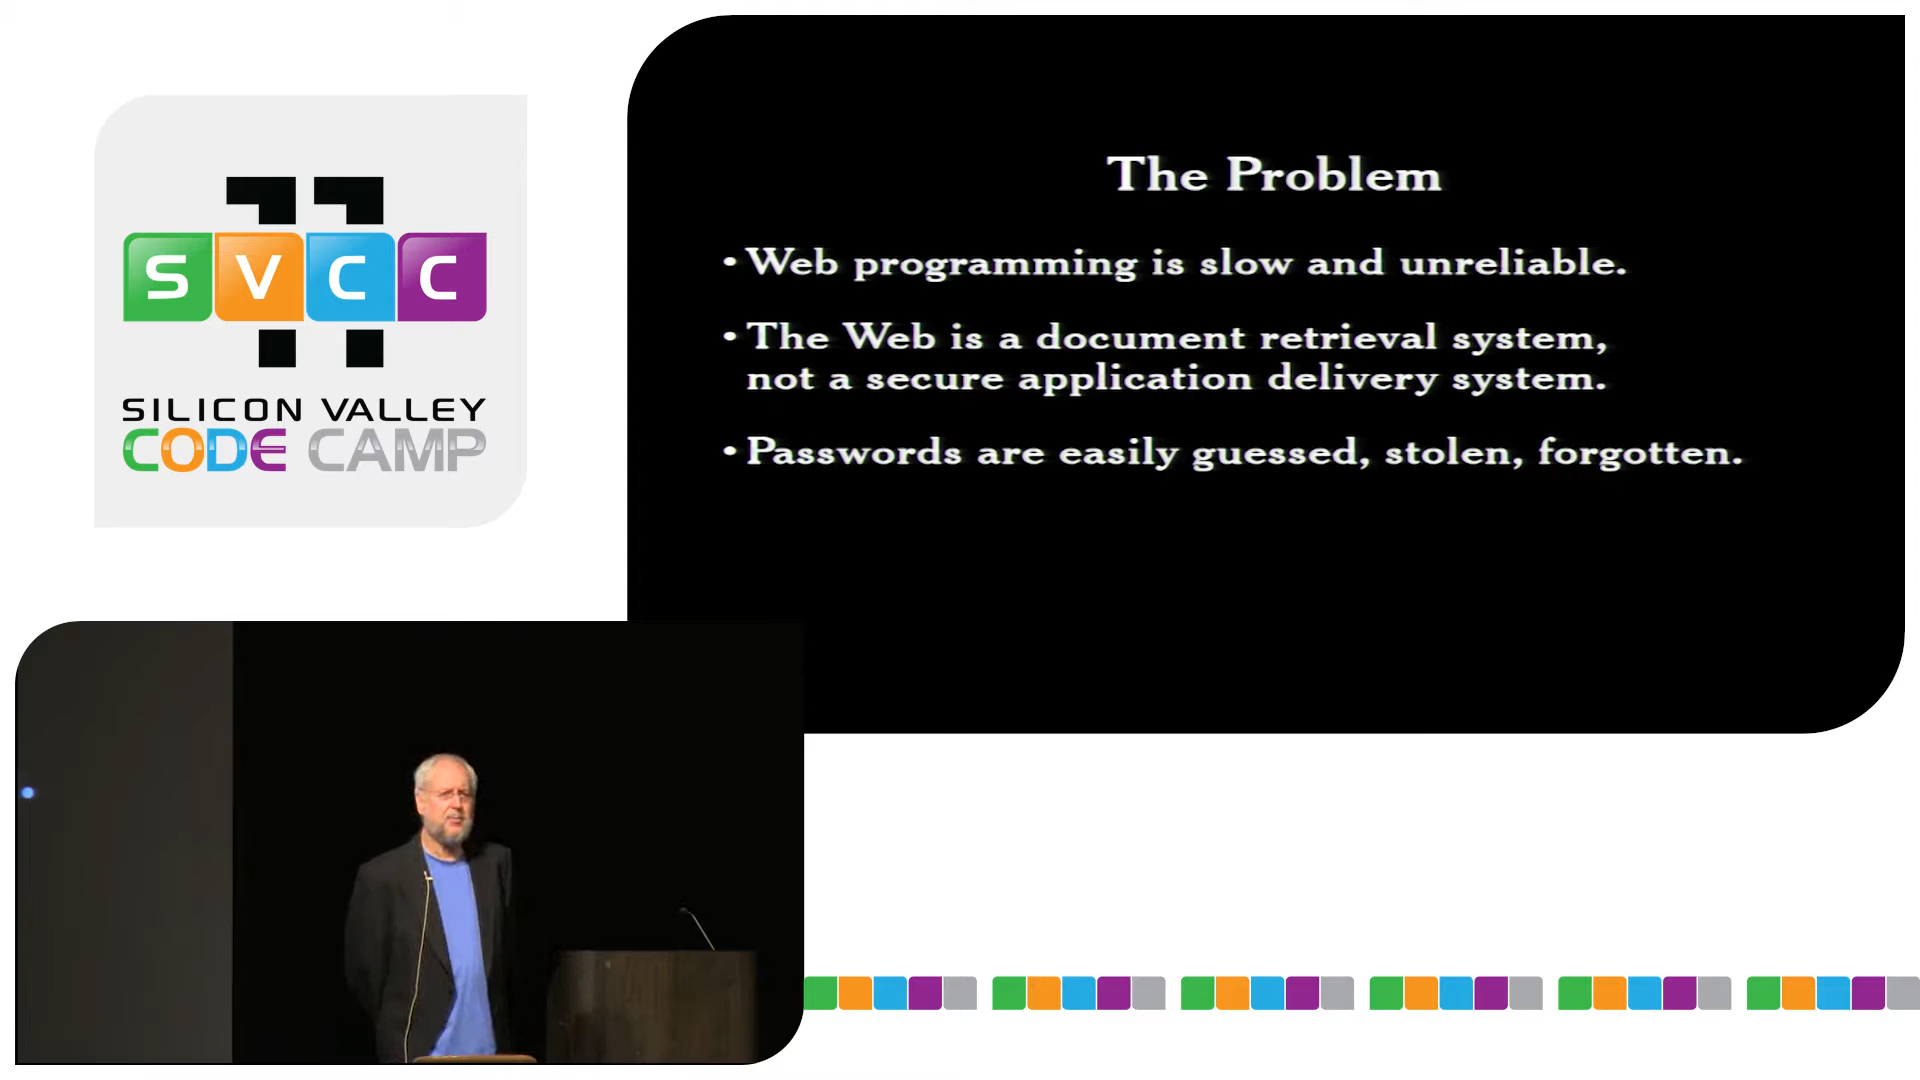 11
SVCC
SILICON VALLEY
CODE CAMP
The Problem
• Web programming is slow and unreliable.
• The Web is a document retrieval system,
not a secure application delivery system.
• Passwords are easily guessed, stolen, forgotten.